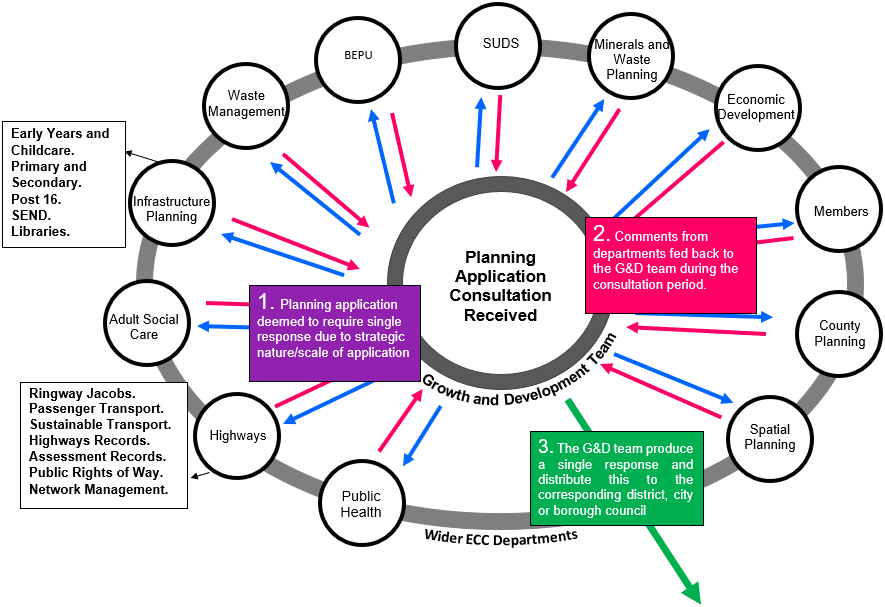 SUDS
BEPU
Minerals and
Waste
Planning
Waste
Management
Economic
Development
Early Years and
Childcare.
Primary and
Secondary.
Post 16.
SEND.
Libraries.
Infrastructure
Planning
Members
Planning
Application
Consultation
Received
2. Comments from
departments fed back to
the G&D team during the
consultation period.
1. Planning application
deemed to require single
response due to strategic
nature/scale of application
Adult Social
Care
County
Planning
Growth and Development Team
Ringway Jacobs.
Passenger Transport.
Sustainable Transport.
Highways Records.
Assessment Records.
Public Rights of Way.
Network Management.
Highways
Spatial
Planning
3. The G&D team produce
a single response and
distribute this to the
corresponding district, city
or borough council
Public
Health
Wider ECC Departments